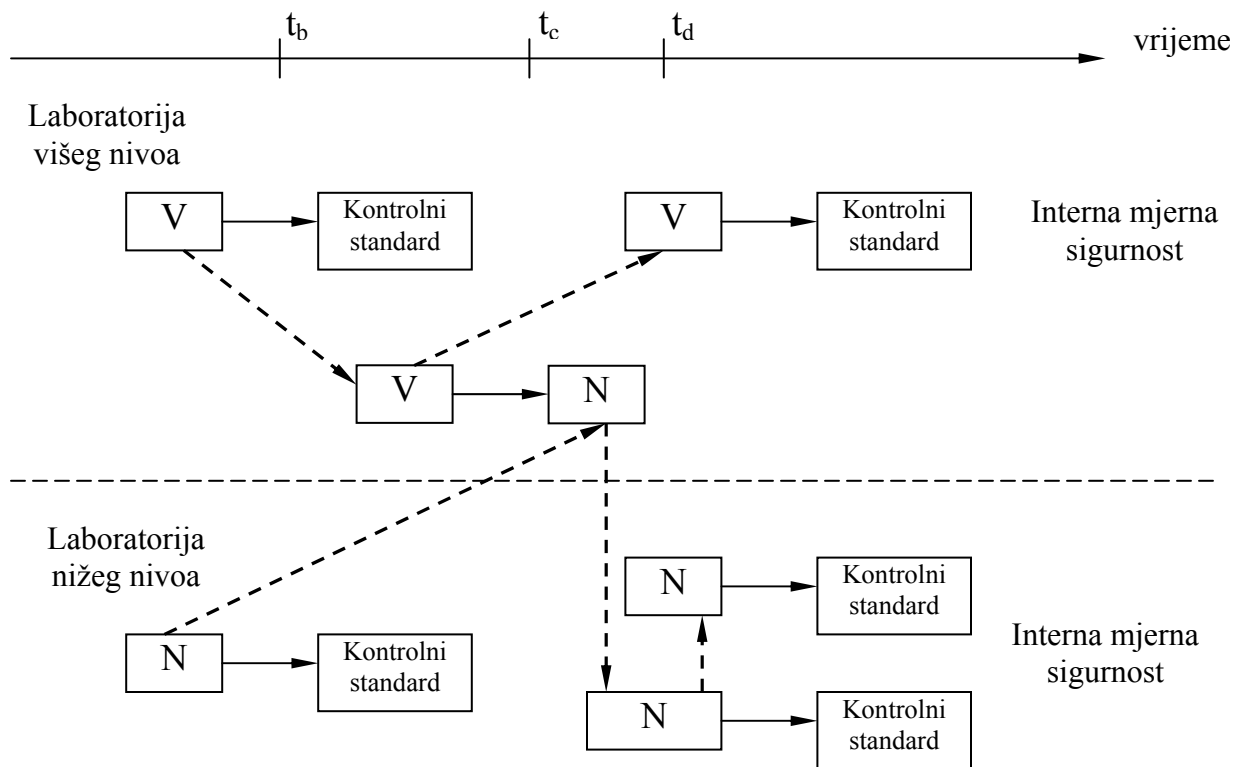 t_b
t_c
t_d
vrijeme
Laboratorija
višeg nivoa
V
Kontrolni
standard
V
Kontrolni
standard
Interna mjerna
sigurnost
V
N
Laboratorija
nižeg nivoa
N
Kontrolni
standard
N
Kontrolni
standard
Interna mjerna
sigurnost
N
Kontrolni
standard